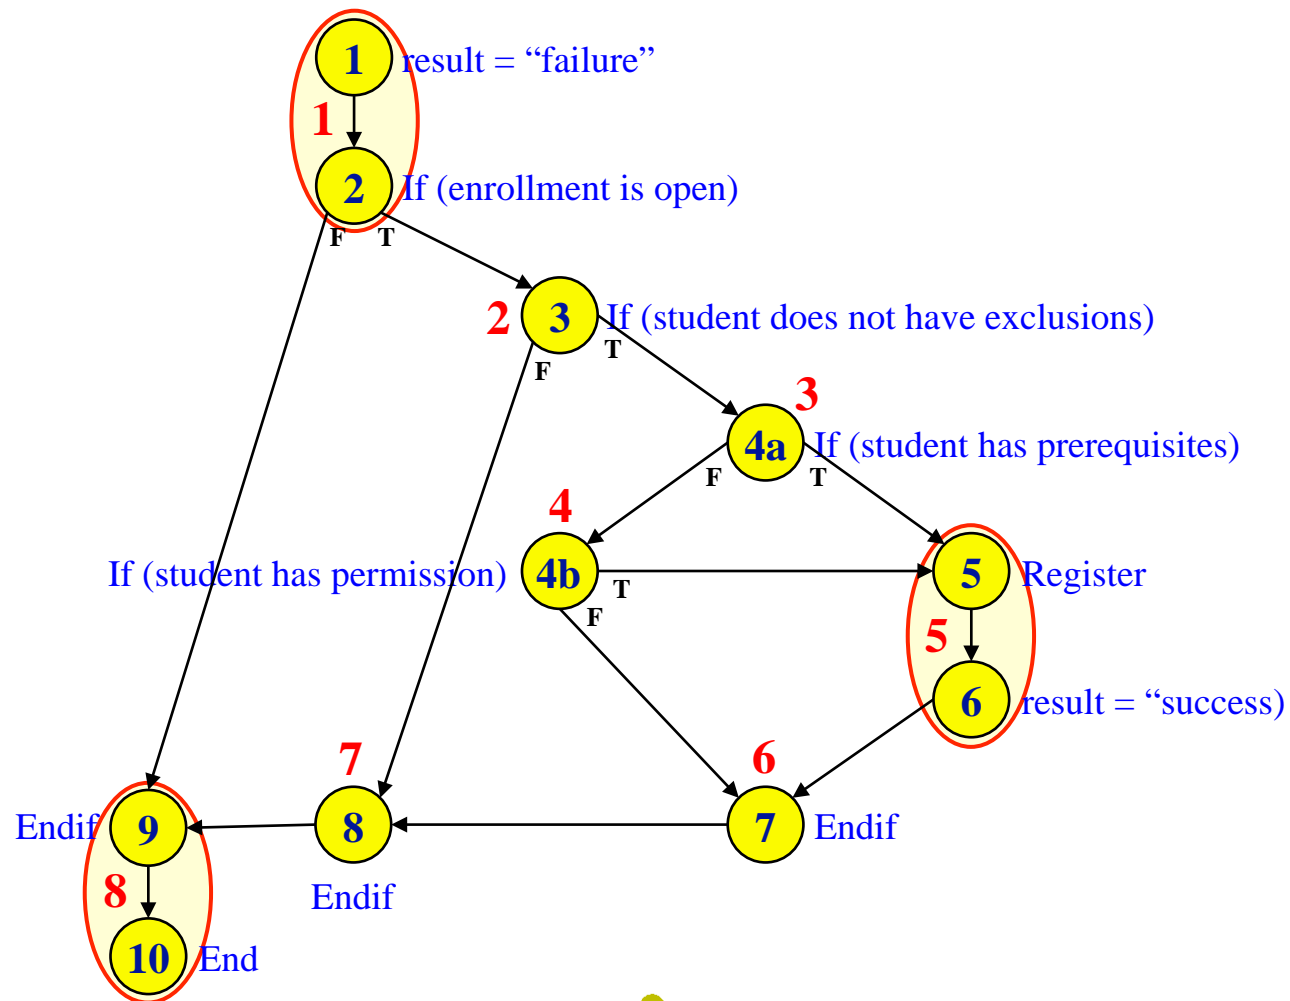 1 result = “failure”
1
2 If (enrollment is open)
F T
2 3 If (student does not have exclusions)
T
F
3
4a If (student has prerequisites)
F T
4
If (student has permission) 4b 5 Register
T
F
5
6 result = “success)
7 6
Endif 9 8 7 Endif
8 Endif
10 End